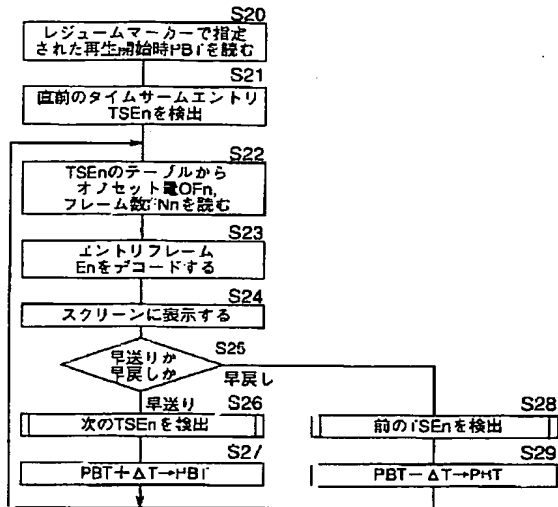 S20
レジュームマーカーで指定
された再生開始時PBTを読む
S21
直前のタイムサームエントリ
TSEnを検出
S22
TSEnのテーブルから
オフセット量OFn,
フレーム数Nnを読む
S23
エントリフレーム
Enをデコードする
S24
スクリーンに表示する
S25
早送りか
早戻しか
早戻し
早送り
S26
次のTSEnを検出
S27
PBT+ΔT→PBT
S28
前のTSEnを検出
S29
PBT−ΔT→PBT